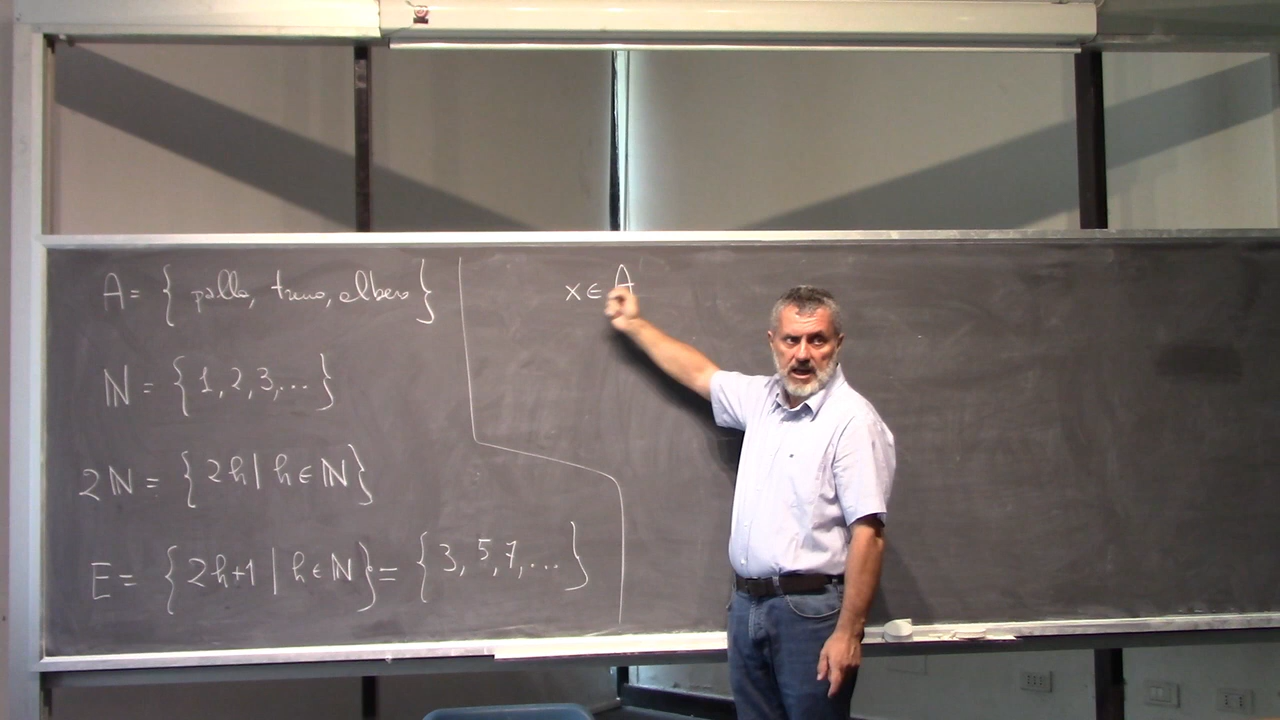 A = { palla, treno, albero }
ℕ = { 1, 2, 3, ... }
2ℕ = { 2h | h ∈ ℕ }
E = { 2h+1 | h ∈ ℕ } = { 3, 5, 7, ... }
x ∈ A